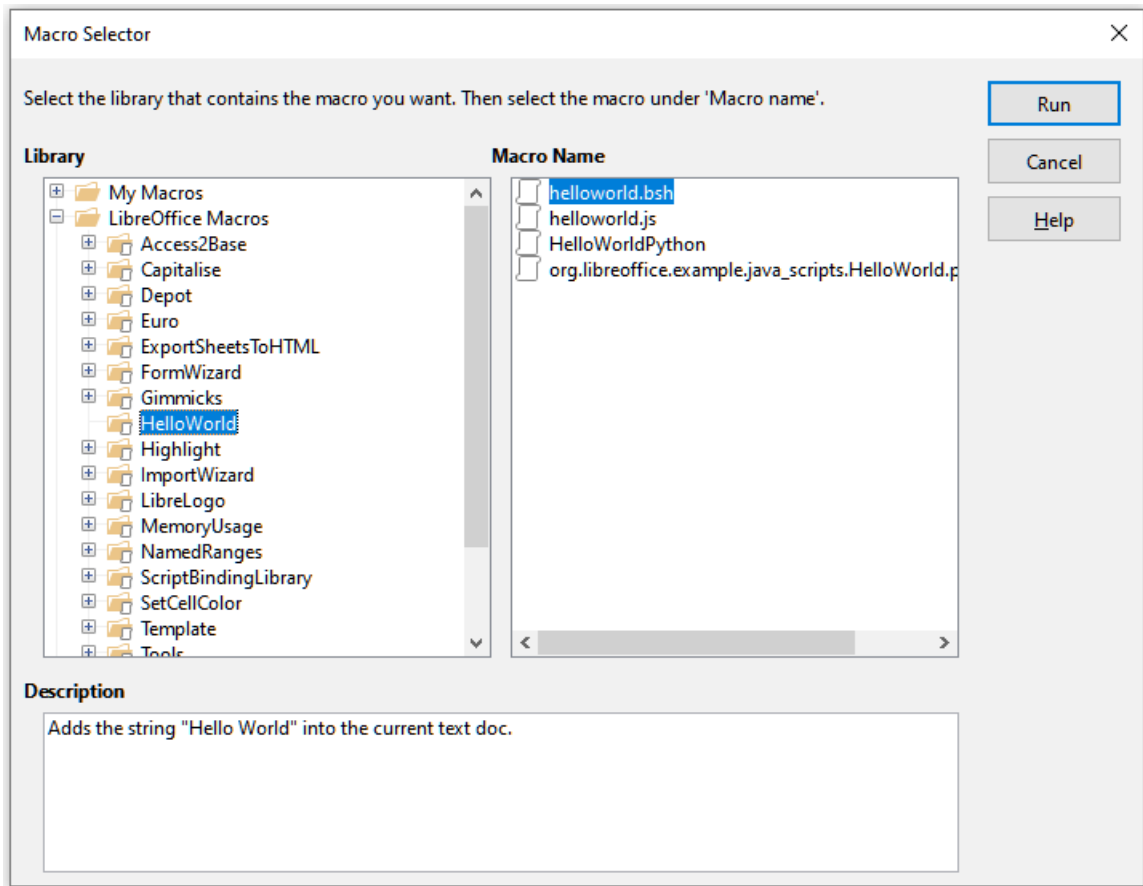 Macro Selector
Select the library that contains the macro you want. Then select the macro under 'Macro name'.
Run
Cancel
Help
Library
My Macros
LibreOffice Macros
Access2Base
Capitalise
Depot
Euro
ExportSheetsToHTML
FormWizard
Gimmicks
HelloWorld
Highlight
ImportWizard
LibreLogo
MemoryUsage
NamedRanges
ScriptBindingLibrary
SetCellColor
Template
Tools
Macro Name
helloworld.bsh
helloworld.js
HelloWorldPython
org.libreoffice.example.java_scripts.HelloWorld.p
Description
Adds the string "Hello World" into the current text doc.